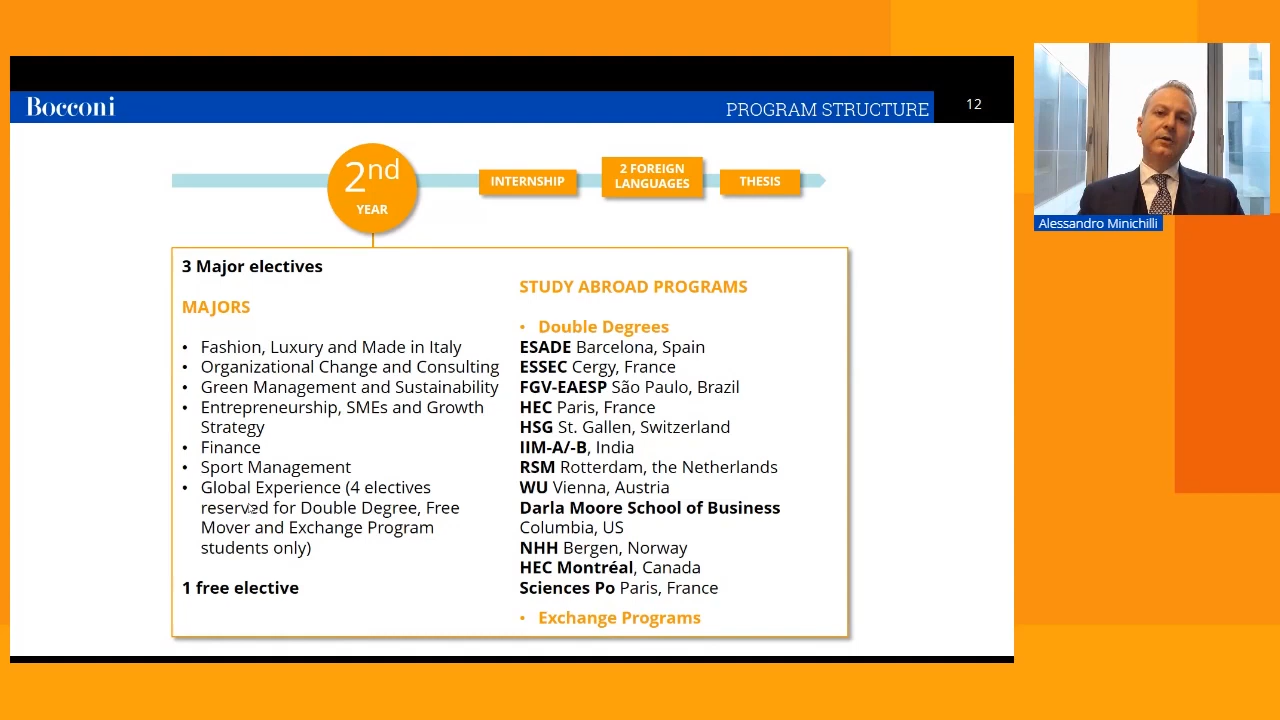 Bocconi
PROGRAM STRUCTURE
12
2nd
YEAR
INTERNSHIP
2 FOREIGN
LANGUAGES
THESIS
3 Major electives
MAJORS
• Fashion, Luxury and Made in Italy
• Organizational Change and Consulting
• Green Management and Sustainability
• Entrepreneurship, SMEs and Growth
Strategy
• Finance
• Sport Management
• Global Experience (4 electives
reserved for Double Degree, Free
Mover and Exchange Program
students only)
1 free elective
STUDY ABROAD PROGRAMS
• Double Degrees
ESADE Barcelona, Spain
ESSEC Cergy, France
FGV-EAESP São Paulo, Brazil
HEC Paris, France
HSG St. Gallen, Switzerland
IIM-A/-B, India
RSM Rotterdam, the Netherlands
WU Vienna, Austria
Darla Moore School of Business
Columbia, US
NHH Bergen, Norway
HEC Montréal, Canada
Sciences Po Paris, France
• Exchange Programs
Alessandro Minichilli